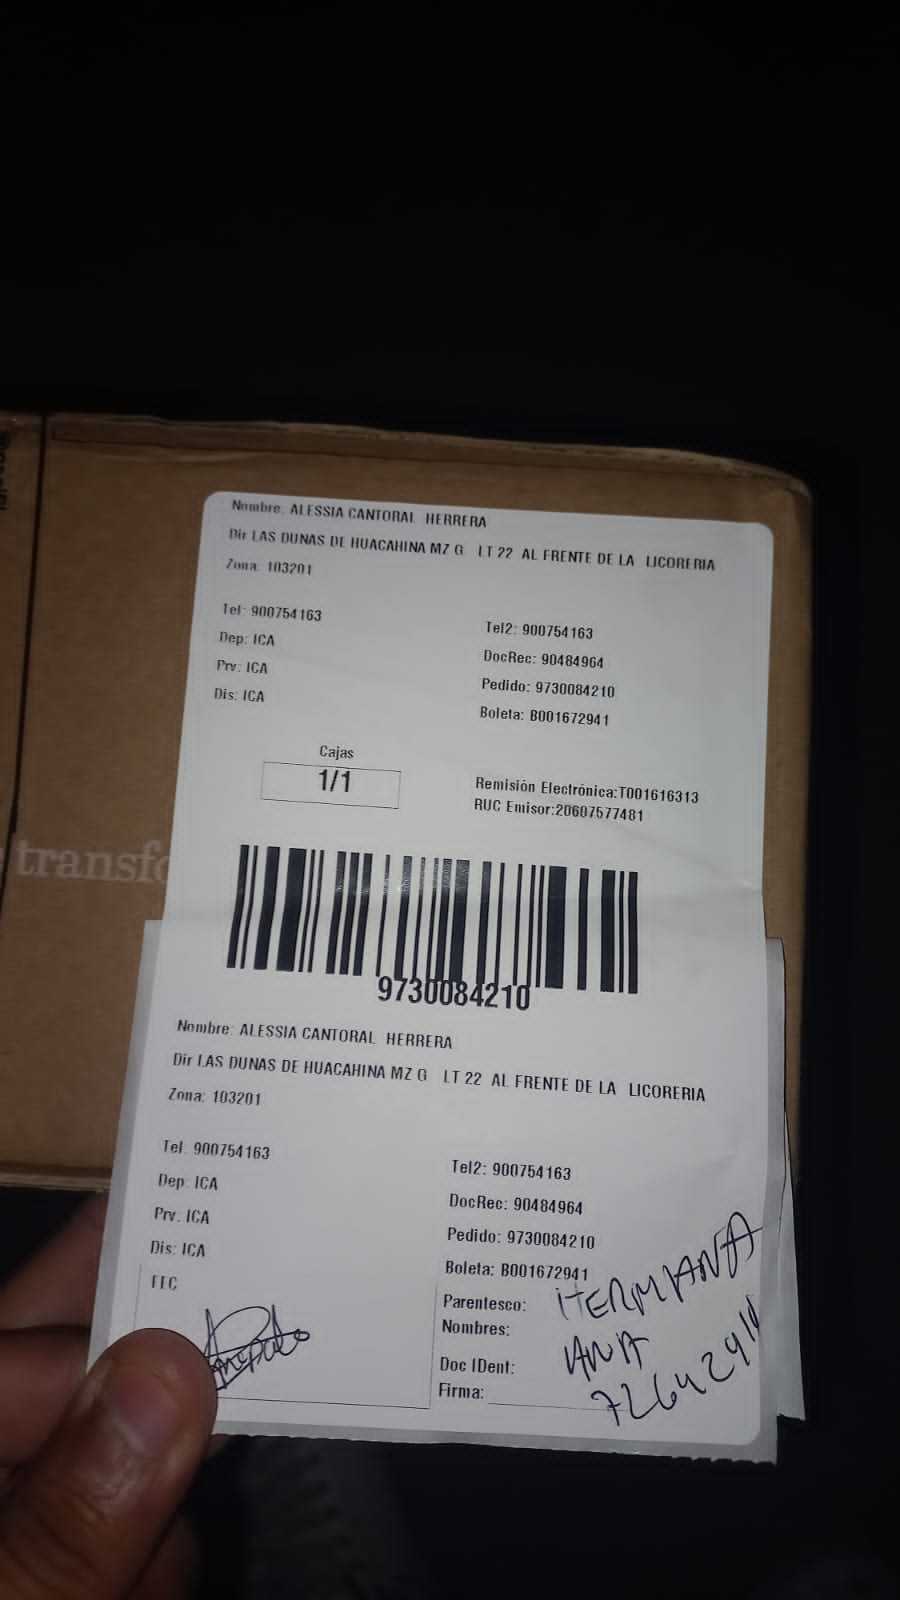 Nombre: ALESSIA CANTORAL HERRERA
Dir LAS DUNAS DE HUACAHINA MZ G LT 22 AL FRENTE DE LA LICORERIA
Zona: 103201
Tel: 900754163
Tel2: 900754163
Dep: ICA
DocRec: 90484964
Prv: ICA
Pedido: 9730084210
Dis: ICA
Boleta: B001672941
Cajas
1/1
Remisión Electrónica:T001616313
RUC Emisor:20607577481
transfo
9730084210
Nombre: ALESSIA CANTORAL HERRERA
Dir LAS DUNAS DE HUACAHINA MZ G LT 22 AL FRENTE DE LA LICORERIA
Zona: 103201
Tel. 900754163
Tel2: 900754163
Dep: ICA
DocRec: 90484964
Prv. ICA
Pedido: 9730084210
Dis: ICA
Boleta: B001672941
Parentesco: HERMANA
Nombres: ANA
Doc IDent:
Firma: